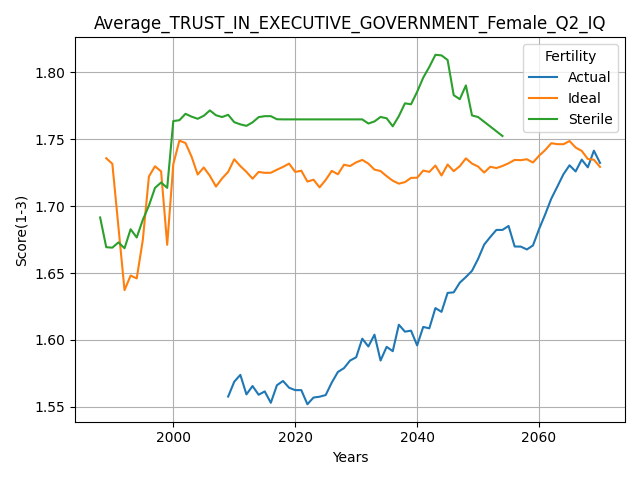 Average_TRUST_IN_EXECUTIVE_GOVERNMENT_Female_Q2_IQ
Fertility
Actual
Ideal
Sterile
Score(1-3)
1.80
1.75
1.70
1.65
1.60
1.55
2000
2020
2040
2060
Years